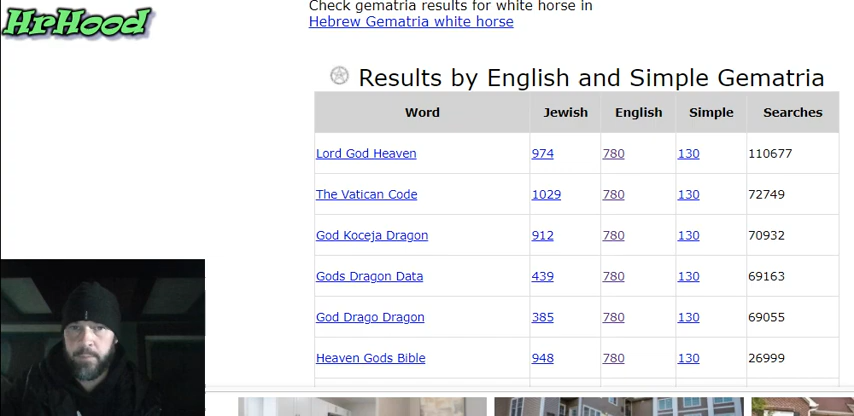 HrHood
Check gematria results for white horse in
Hebrew Gematria white horse
Results by English and Simple Gematria
Word Jewish English Simple Searches
Lord God Heaven 974 780 130 110677
The Vatican Code 1029 780 130 72749
God Koceja Dragon 912 780 130 70932
Gods Dragon Data 439 780 130 69163
God Drago Dragon 385 780 130 69055
Heaven Gods Bible 948 780 130 26999